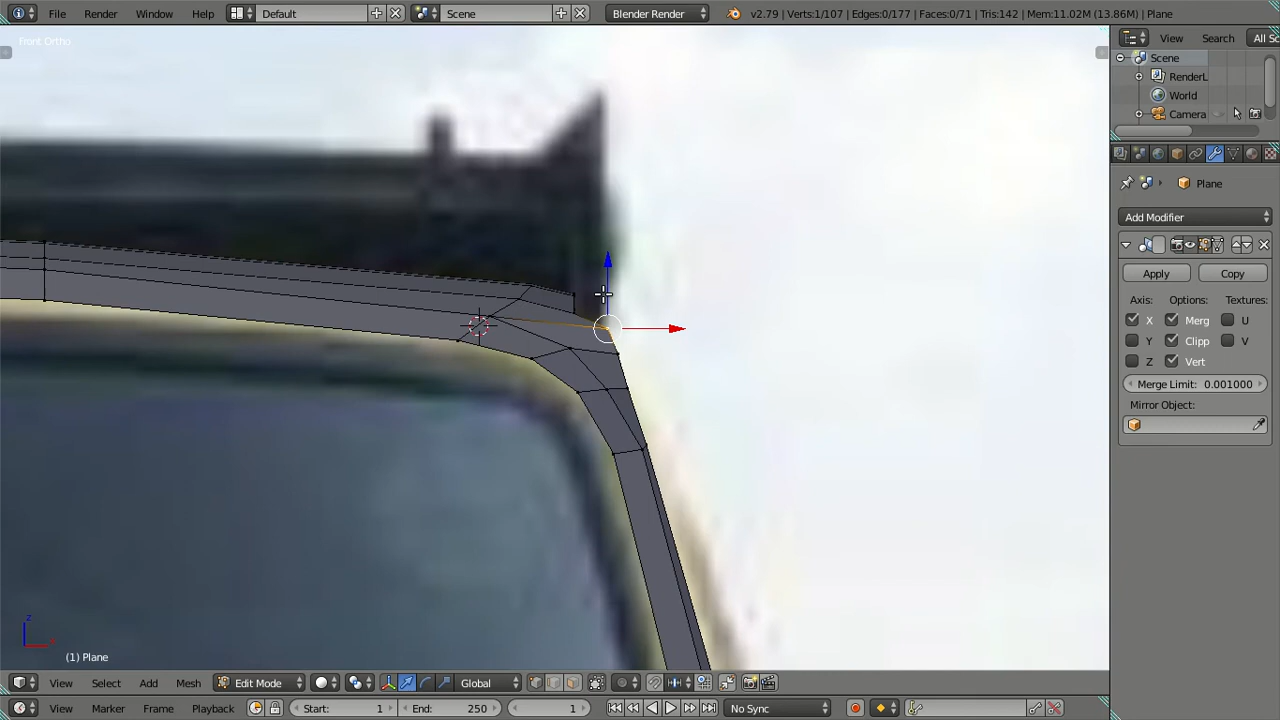 File Render Window Help Default Scene Blender Render v2.79 | Verts:1/107 | Edges:0/177 | Faces:0/71 | Tris:142 | Mem:11.02M (13.86M) | Plane
Front Ortho
View Search All Sc
Scene
RenderL
World
Camera
Plane
Add Modifier
Apply Copy
Axis: Options: Textures:
X Merg U
Y Clipp V
Z Vert
Merge Limit: 0.001000
Mirror Object:
z
(1) Plane
View Select Add Mesh Edit Mode Global
View Marker Frame Playback Start: 1 End: 250 1 No Sync